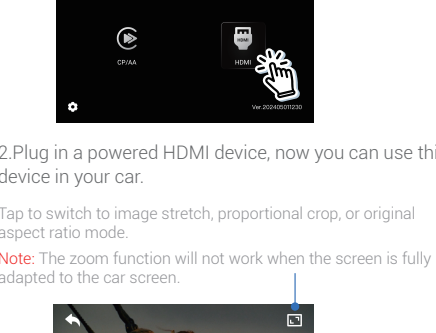 CP/AA
HDMI
HDMI
Ver.202405011230
2.Plug in a powered HDMI device, now you can use thi
device in your car.
Tap to switch to image stretch, proportional crop, or original
aspect ratio mode.
Note: The zoom function will not work when the screen is fully
adapted to the car screen.